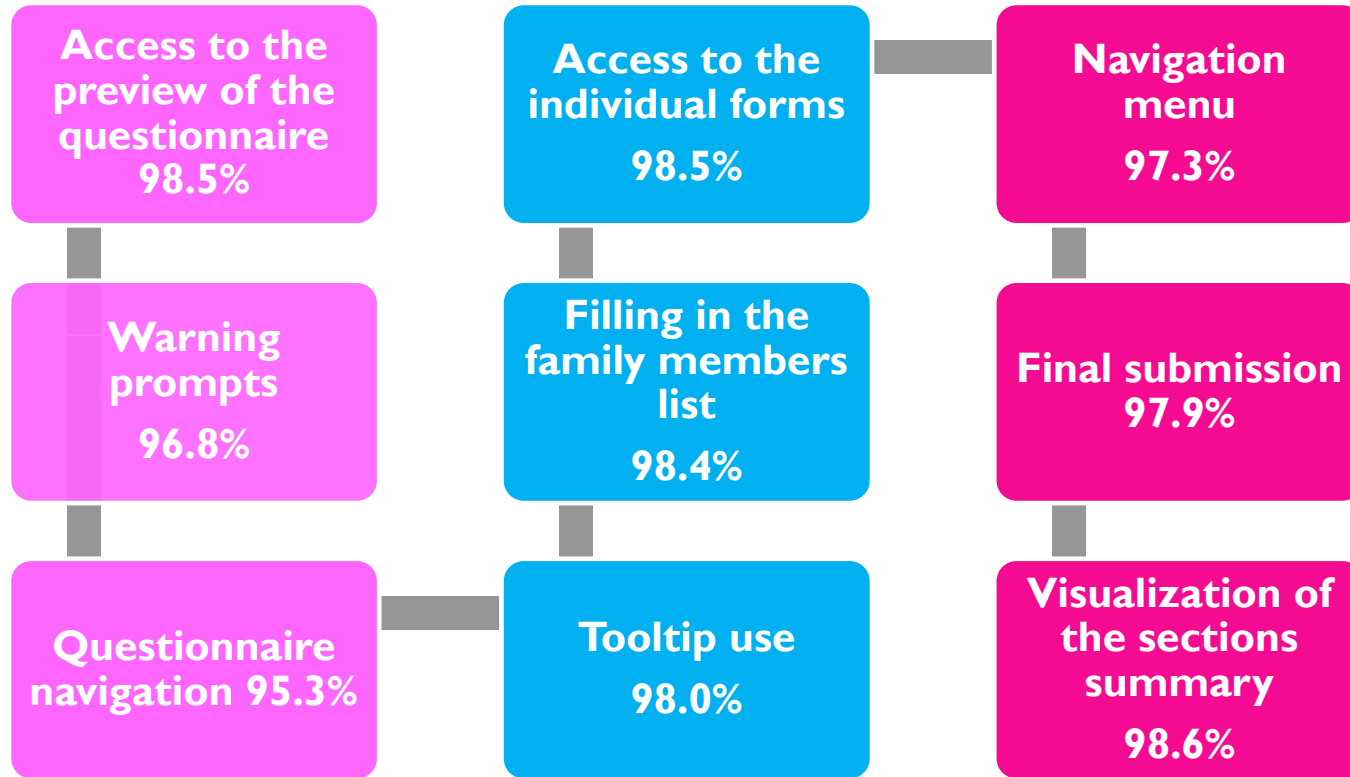 Access to the
preview of the
questionnaire
98.5%
Warning
prompts
96.8%
Questionnaire
navigation 95.3%
Tooltip use
98.0%
Filling in the
family members
list
98.4%
Access to the
individual forms
98.5%
Navigation
menu
97.3%
Final submission
97.9%
Visualization of
the sections
summary
98.6%